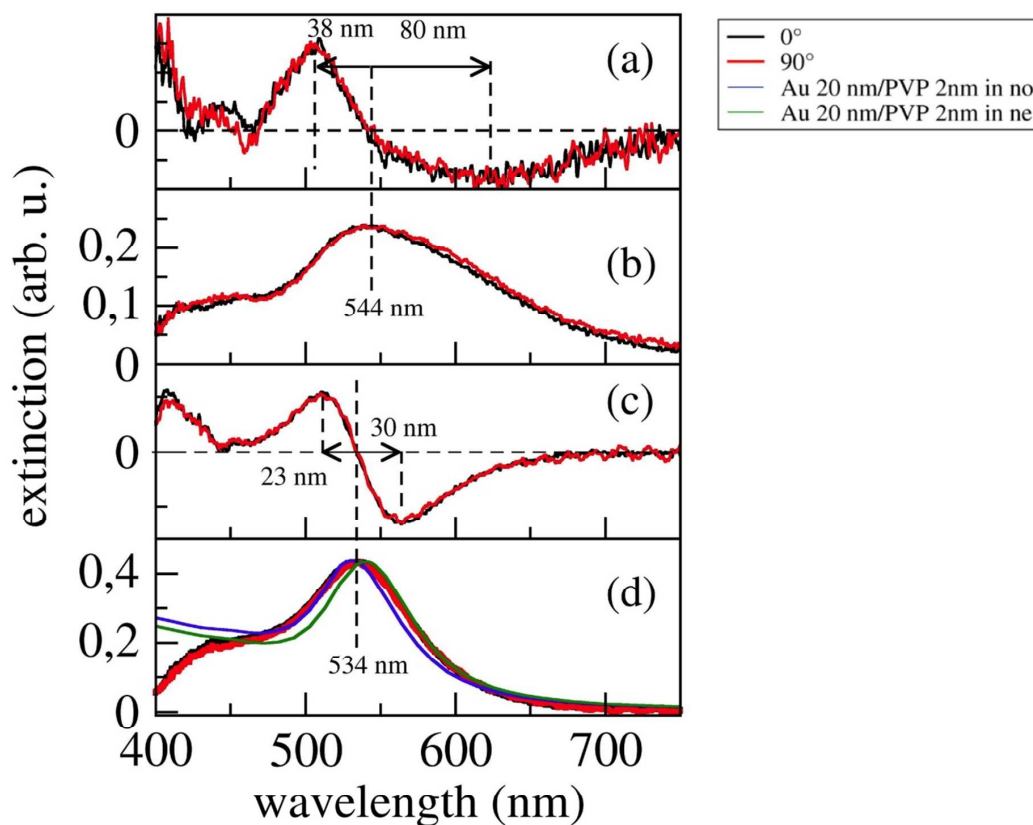 38 nm 80 nm
(a)
0
0°
90°
Au 20 nm/PVP 2nm in no
Au 20 nm/PVP 2nm in ne
extinction (arb. u.)
0,2
(b)
0,1
544 nm
0
(c)
30 nm
0
23 nm
0,4
(d)
0,2
534 nm
0
400 500 600 700
wavelength (nm)